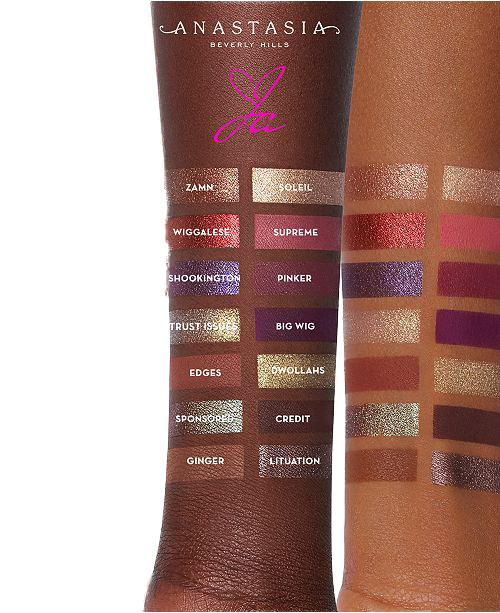 ANASTASIA
BEVERLY HILLS
Ja
ZAMN SOLEIL
WIGGALESE SUPREME
SHOOKINGTON PINKER
TRUST ISSUES BIG WIG
EDGES DWOLLAHS
SPONSORED CREDIT
GINGER LITUATION